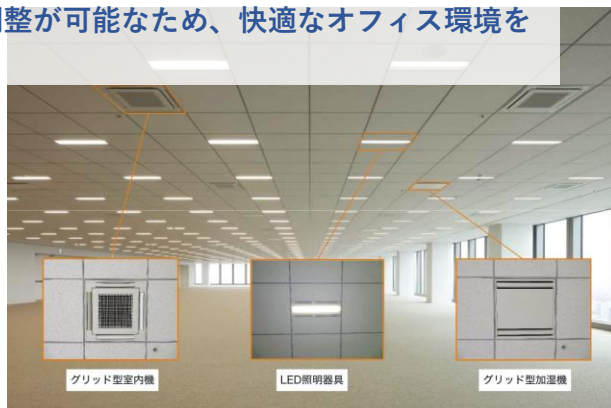 整が可能なため、快適なオフィス環境を
グリッド型室内機
LED照明器具
グリッド型加湿機